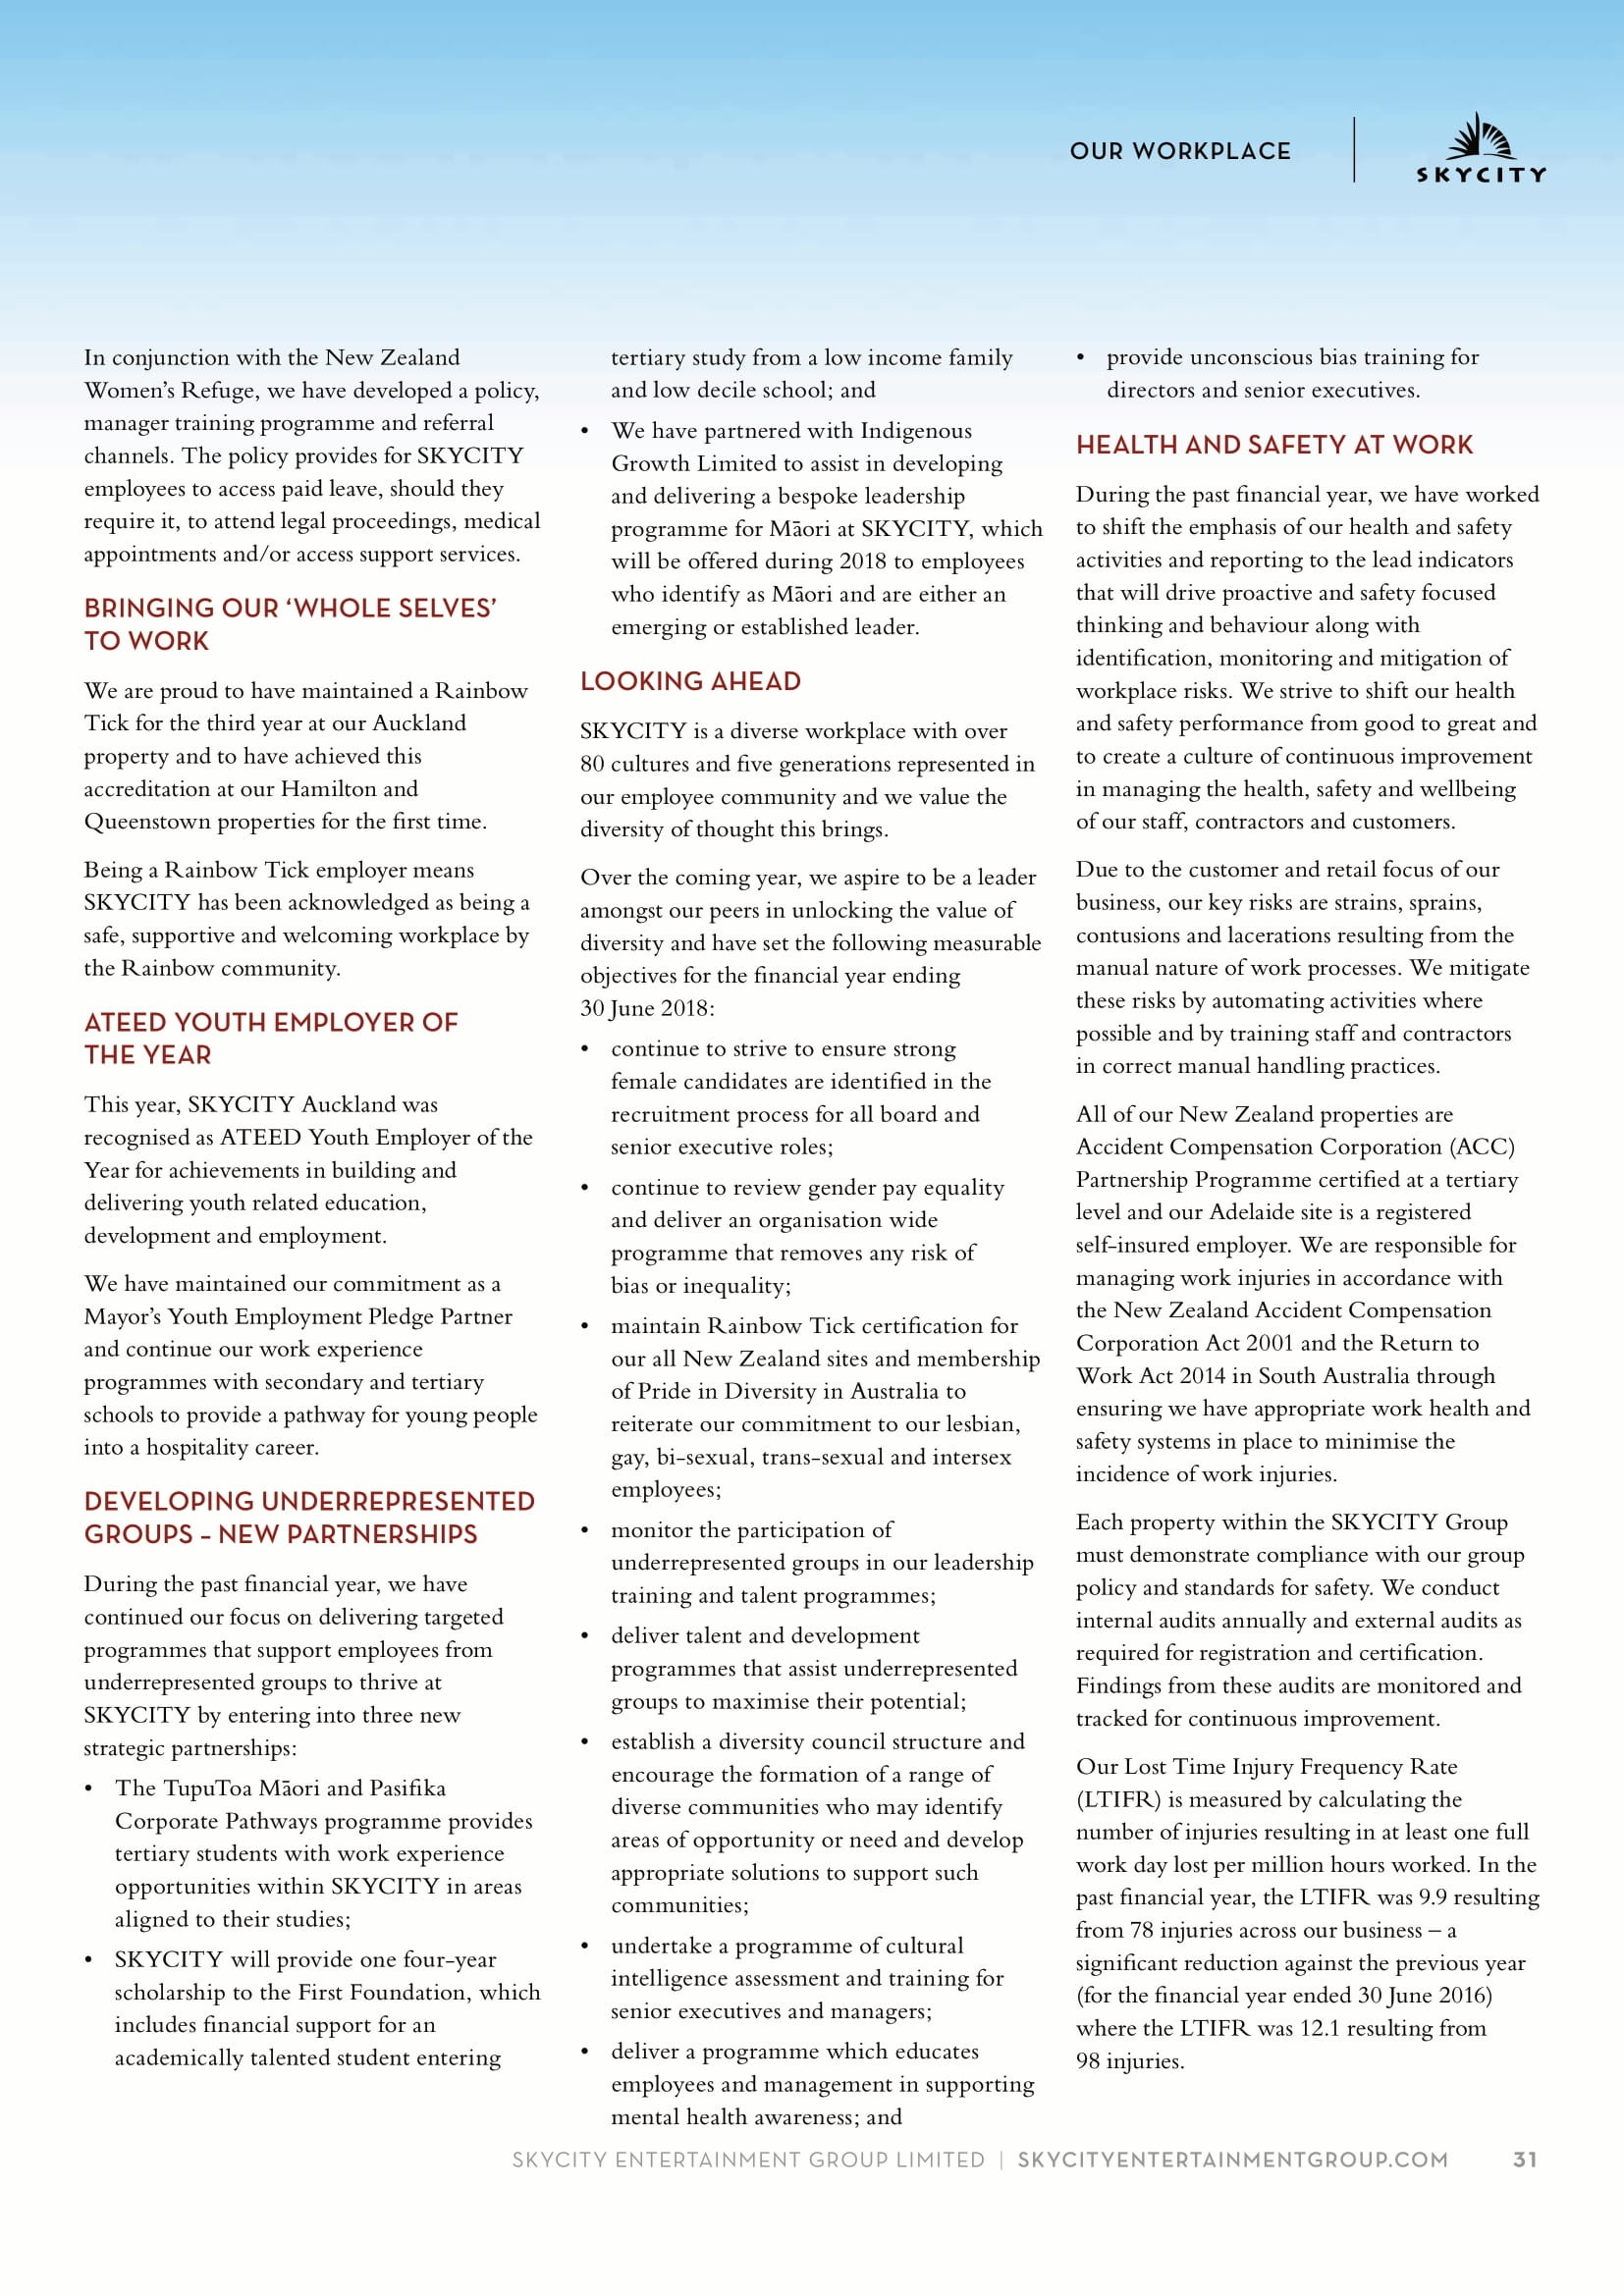 OUR WORKPLACE
SKYCITY
In conjunction with the New Zealand
Women’s Refuge, we have developed a policy,
manager training programme and referral
channels. The policy provides for SKYCITY
employees to access paid leave, should they
require it, to attend legal proceedings, medical
appointments and/or access support services.
BRINGING OUR ‘WHOLE SELVES’
TO WORK
We are proud to have maintained a Rainbow
Tick for the third year at our Auckland
property and to have achieved this
accreditation at our Hamilton and
Queenstown properties for the first time.
Being a Rainbow Tick employer means
SKYCITY has been acknowledged as being a
safe, supportive and welcoming workplace by
the Rainbow community.
ATEED YOUTH EMPLOYER OF
THE YEAR
This year, SKYCITY Auckland was
recognised as ATEED Youth Employer of the
Year for achievements in building and
delivering youth related education,
development and employment.
We have maintained our commitment as a
Mayor’s Youth Employment Pledge Partner
and continue our work experience
programmes with secondary and tertiary
schools to provide a pathway for young people
into a hospitality career.
DEVELOPING UNDERREPRESENTED
GROUPS – NEW PARTNERSHIPS
During the past financial year, we have
continued our focus on delivering targeted
programmes that support employees from
underrepresented groups to thrive at
SKYCITY by entering into three new
strategic partnerships:
• The TupuToa Māori and Pasifika
Corporate Pathways programme provides
tertiary students with work experience
opportunities within SKYCITY in areas
aligned to their studies;
• SKYCITY will provide one four-year
scholarship to the First Foundation, which
includes financial support for an
academically talented student entering
tertiary study from a low income family
and low decile school; and
• We have partnered with Indigenous
Growth Limited to assist in developing
and delivering a bespoke leadership
programme for Māori at SKYCITY, which
will be offered during 2018 to employees
who identify as Māori and are either an
emerging or established leader.
LOOKING AHEAD
SKYCITY is a diverse workplace with over
80 cultures and five generations represented in
our employee community and we value the
diversity of thought this brings.
Over the coming year, we aspire to be a leader
amongst our peers in unlocking the value of
diversity and have set the following measurable
objectives for the financial year ending
30 June 2018:
• continue to strive to ensure strong
female candidates are identified in the
recruitment process for all board and
senior executive roles;
• continue to review gender pay equality
and deliver an organisation wide
programme that removes any risk of
bias or inequality;
• maintain Rainbow Tick certification for
our all New Zealand sites and membership
of Pride in Diversity in Australia to
reiterate our commitment to our lesbian,
gay, bi-sexual, trans-sexual and intersex
employees;
• monitor the participation of
underrepresented groups in our leadership
training and talent programmes;
• deliver talent and development
programmes that assist underrepresented
groups to maximise their potential;
• establish a diversity council structure and
encourage the formation of a range of
diverse communities who may identify
areas of opportunity or need and develop
appropriate solutions to support such
communities;
• undertake a programme of cultural
intelligence assessment and training for
senior executives and managers;
• deliver a programme which educates
employees and management in supporting
mental health awareness; and
• provide unconscious bias training for
directors and senior executives.
HEALTH AND SAFETY AT WORK
During the past financial year, we have worked
to shift the emphasis of our health and safety
activities and reporting to the lead indicators
that will drive proactive and safety focused
thinking and behaviour along with
identification, monitoring and mitigation of
workplace risks. We strive to shift our health
and safety performance from good to great and
to create a culture of continuous improvement
in managing the health, safety and wellbeing
of our staff, contractors and customers.
Due to the customer and retail focus of our
business, our key risks are strains, sprains,
contusions and lacerations resulting from the
manual nature of work processes. We mitigate
these risks by automating activities where
possible and by training staff and contractors
in correct manual handling practices.
All of our New Zealand properties are
Accident Compensation Corporation (ACC)
Partnership Programme certified at a tertiary
level and our Adelaide site is a registered
self-insured employer. We are responsible for
managing work injuries in accordance with
the New Zealand Accident Compensation
Corporation Act 2001 and the Return to
Work Act 2014 in South Australia through
ensuring we have appropriate work health and
safety systems in place to minimise the
incidence of work injuries.
Each property within the SKYCITY Group
must demonstrate compliance with our group
policy and standards for safety. We conduct
internal audits annually and external audits as
required for registration and certification.
Findings from these audits are monitored and
tracked for continuous improvement.
Our Lost Time Injury Frequency Rate
(LTIFR) is measured by calculating the
number of injuries resulting in at least one full
work day lost per million hours worked. In the
past financial year, the LTIFR was 9.9 resulting
from 78 injuries across our business – a
significant reduction against the previous year
(for the financial year ended 30 June 2016)
where the LTIFR was 12.1 resulting from
98 injuries.
SKYCITY ENTERTAINMENT GROUP LIMITED | SKYCITYENTERTAINMENTGROUP.COM 31